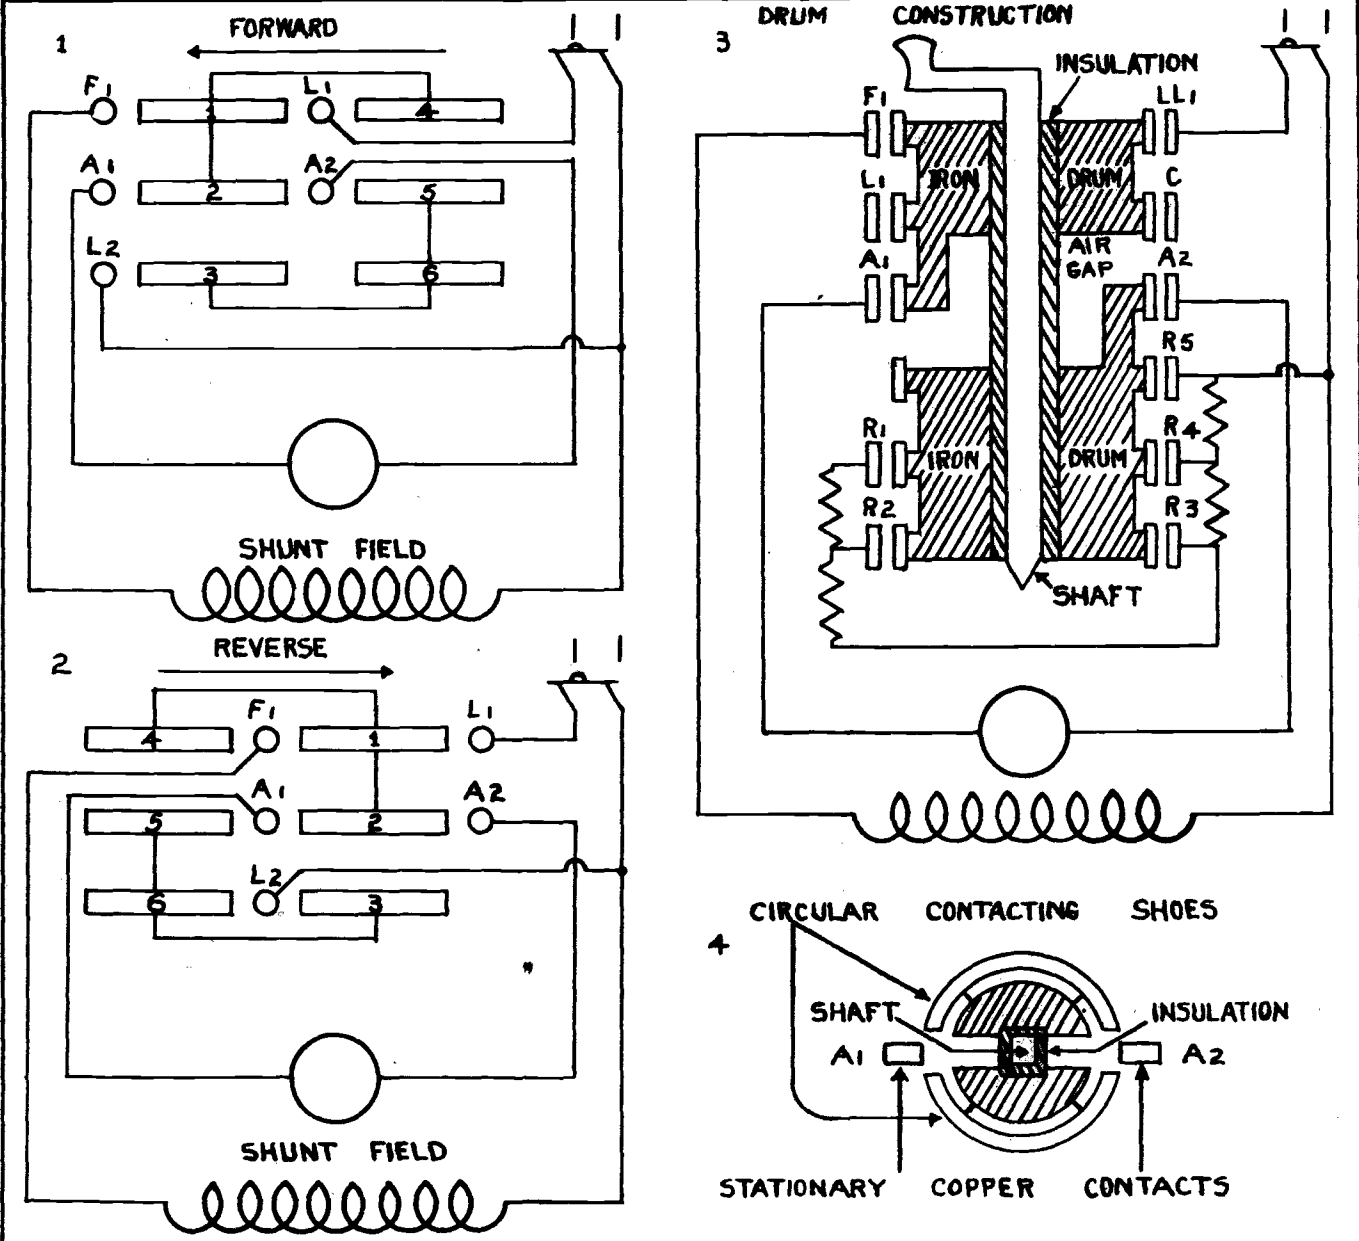 1
FORWARD
F1 1 L1 4
A1 2 A2 5
L2 3 6
SHUNT FIELD
2
REVERSE
4 F1 1 L1
5 A1 2 A2
6 L2 3
SHUNT FIELD
3
DRUM CONSTRUCTION
INSULATION
F1 LL1
L1 IRON DRUM C
A1 AIR GAP A2
R5
R1 IRON DRUM R4
R2 R3
SHAFT
4
CIRCULAR CONTACTING SHOES
SHAFT INSULATION
A1 A2
STATIONARY COPPER CONTACTS